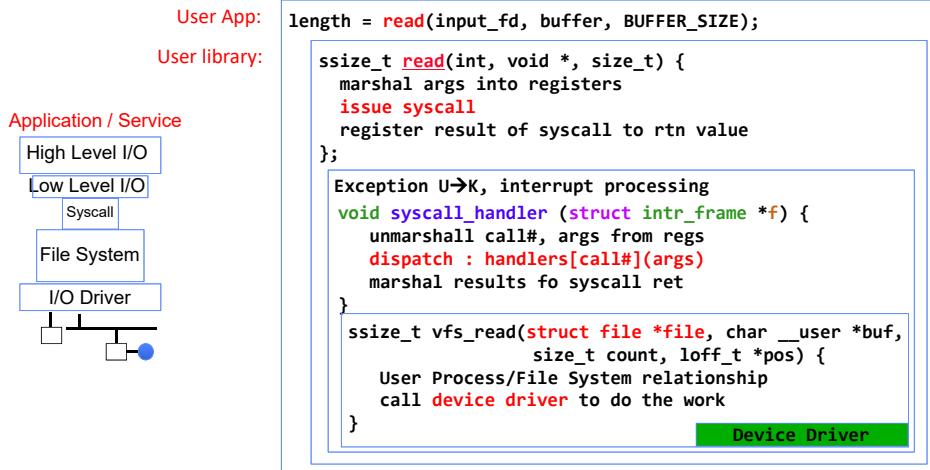 User App:
length = read(input_fd, buffer, BUFFER_SIZE);
User library:
ssize_t read(int, void *, size_t) {
marshal args into registers
issue syscall
register result of syscall to rtn value
};
Exception U→K, interrupt processing
void syscall_handler (struct intr_frame *f) {
unmarshall call#, args from regs
dispatch : handlers[call#](args)
marshal results fo syscall ret
}
ssize_t vfs_read(struct file *file, char __user *buf,
size_t count, loff_t *pos) {
User Process/File System relationship
call device driver to do the work
}
Device Driver
Application / Service
High Level I/O
Low Level I/O
Syscall
File System
I/O Driver